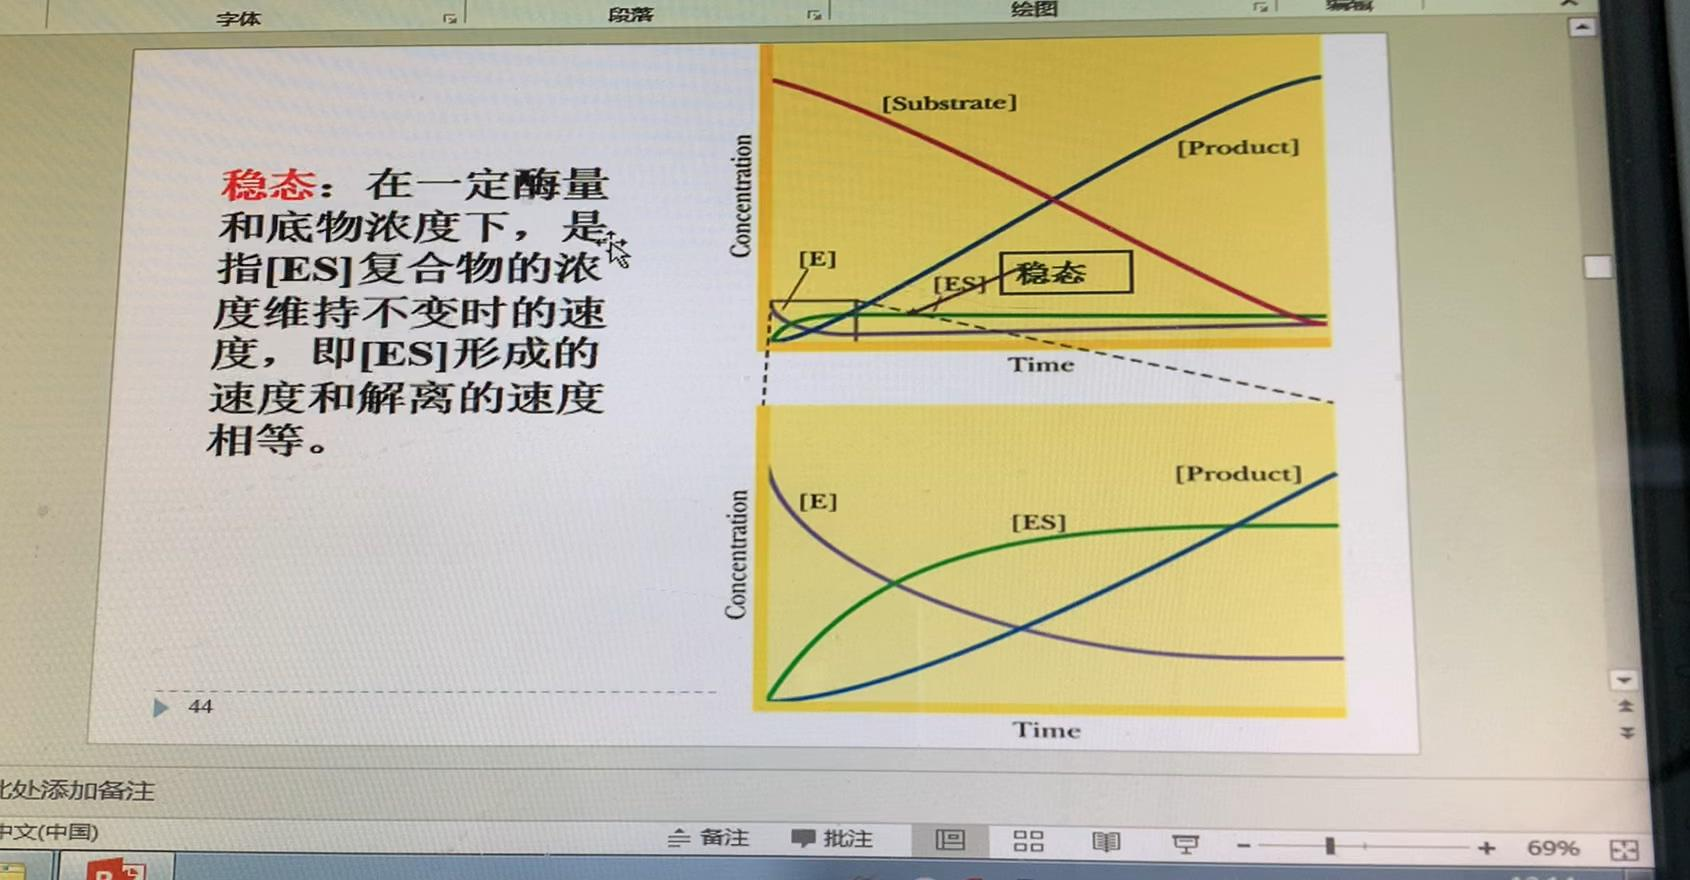 字体
段落
绘图
编辑
稳态：在一定酶量
和底物浓度下，是
指[ES]复合物的浓
度维持不变时的速
度，即[ES]形成的
速度和解离的速度
相等。
44
Concentration
[Substrate]
[Product]
[E]
[ES]
稳态
Time
Concentration
[E]
[ES]
[Product]
Time
此处添加备注
中文(中国)
备注
批注
69%